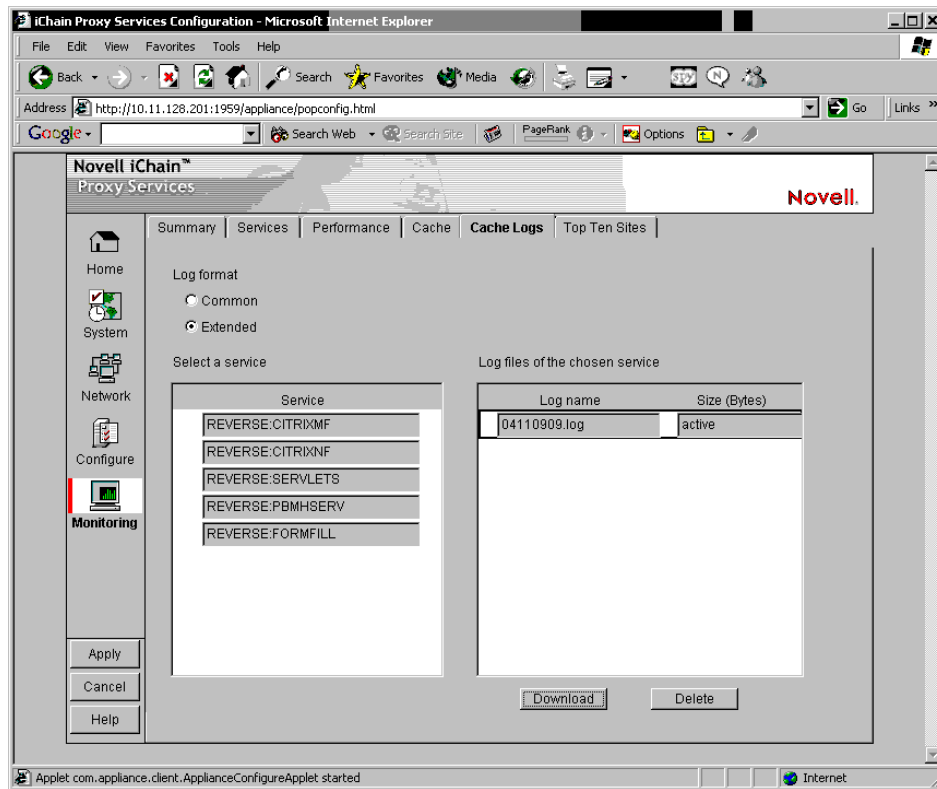 iChain Proxy Services Configuration - Microsoft Internet Explorer
File Edit View Favorites Tools Help
Back Search Favorites Media
Address http://10.11.128.201:1959/appliance/popconfig.html Go Links »
Google Search Web Search Site PageRank Options
Novell iChain™
Proxy Services
Novell.
Summary Services Performance Cache Cache Logs Top Ten Sites
Home
System
Network
Configure
Monitoring
Log format
Common
Extended
Select a service
Service
REVERSE:CITRIXMF
REVERSE:CITRIXNF
REVERSE:SERVLETS
REVERSE:PBMHSERV
REVERSE:FORMFILL
Log files of the chosen service
Log name Size (Bytes)
04110909.log active
Download Delete
Apply
Cancel
Help
Applet com.appliance.client.ApplianceConfigureApplet started Internet